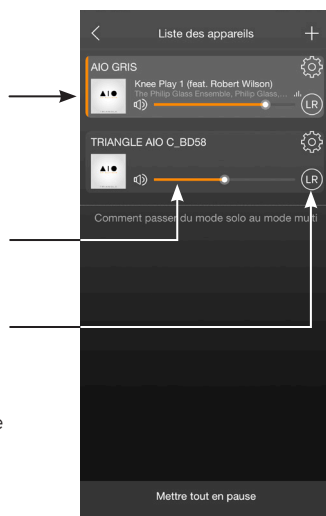 Liste des appareils
AIO GRIS
Knee Play 1 (feat. Robert Wilson)
The Philip Glass Ensemble, Philip Glass,...
LR
TRIANGLE AIO C_BD58
LR
Comment passer du mode solo au mode multi
e
Mettre tout en pause